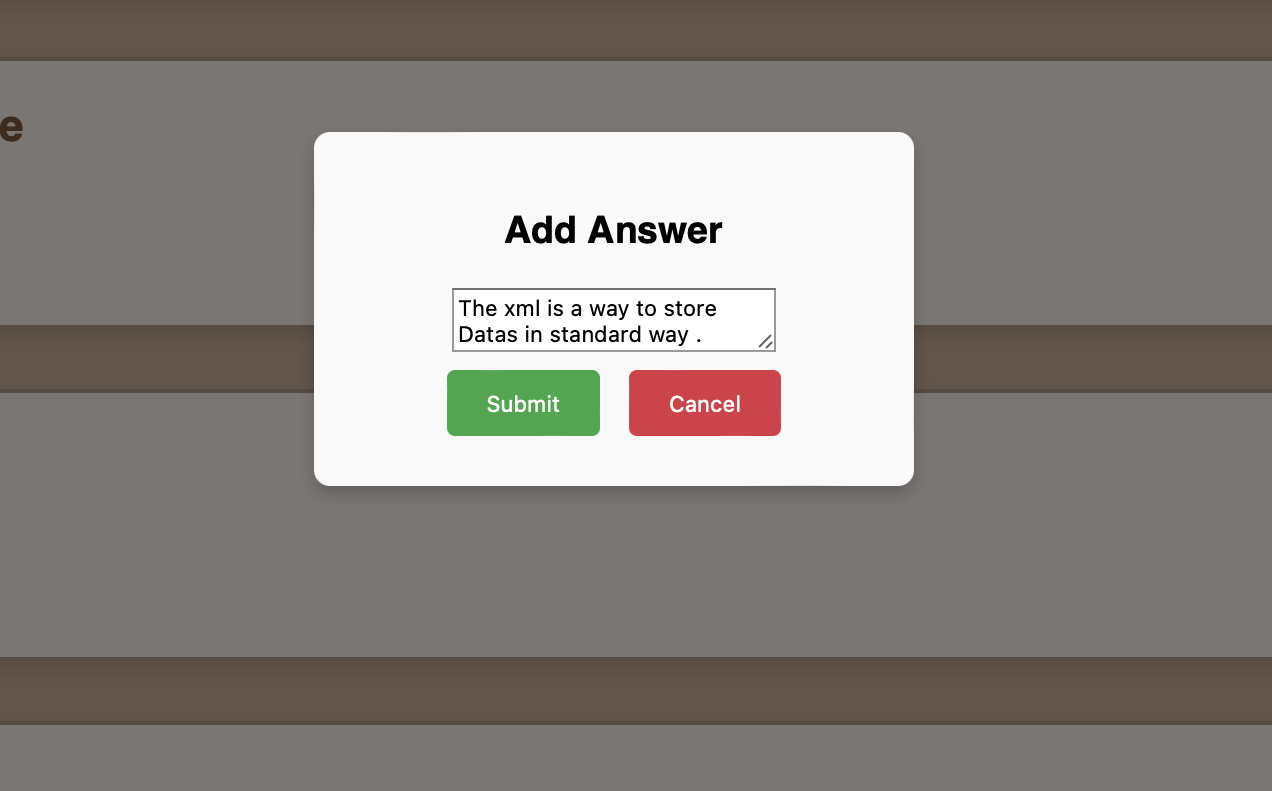 e
Add Answer
The xml is a way to store
Datas in standard way .
Submit
Cancel